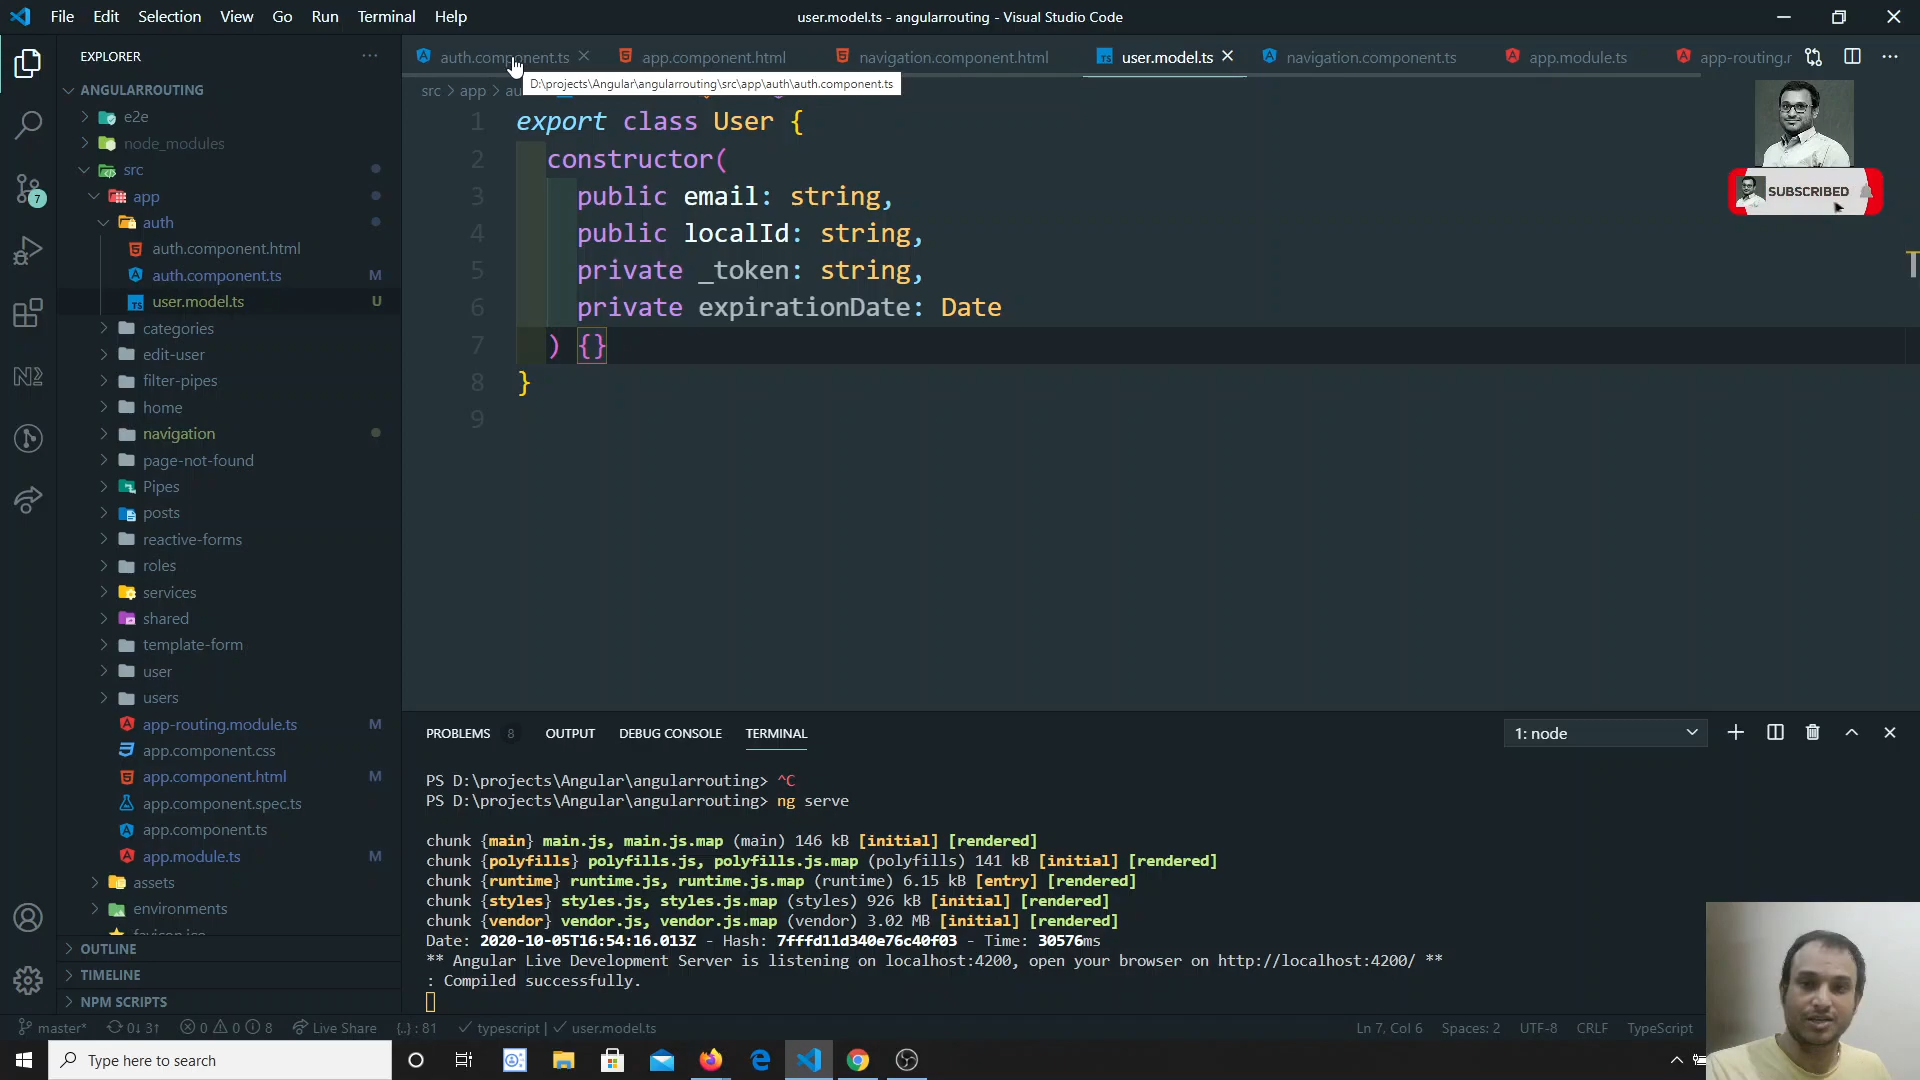 File Edit Selection View Go Run Terminal Help
user.model.ts - angularrouting - Visual Studio Code
EXPLORER
auth.component.ts
app.component.html
navigation.component.html
user.model.ts
navigation.component.ts
app.module.ts
app-routing.r
D:\projects\Angular\angularrouting\src\app\auth\auth.component.ts
src > app > au
ANGULARROUTING
e2e
node_modules
src
app
auth
auth.component.html
auth.component.ts M
user.model.ts U
categories
edit-user
filter-pipes
home
navigation
page-not-found
Pipes
posts
reactive-forms
roles
services
shared
template-form
user
users
app-routing.module.ts M
app.component.css
app.component.html M
app.component.spec.ts
app.component.ts
app.module.ts M
assets
environments
OUTLINE
TIMELINE
NPM SCRIPTS
7
N2
1 export class User {
2 constructor(
3 public email: string,
4 public localId: string,
5 private _token: string,
6 private expirationDate: Date
7 ) {}
8 }
9
SUBSCRIBED
PROBLEMS 8 OUTPUT DEBUG CONSOLE TERMINAL
1: node
PS D:\projects\Angular\angularrouting> ^C
PS D:\projects\Angular\angularrouting> ng serve
chunk {main} main.js, main.js.map (main) 146 kB [initial] [rendered]
chunk {polyfills} polyfills.js, polyfills.js.map (polyfills) 141 kB [initial] [rendered]
chunk {runtime} runtime.js, runtime.js.map (runtime) 6.15 kB [entry] [rendered]
chunk {styles} styles.js, styles.js.map (styles) 926 kB [initial] [rendered]
chunk {vendor} vendor.js, vendor.js.map (vendor) 3.02 MB [initial] [rendered]
Date: 2020-10-05T16:54:16.013Z - Hash: 7fffd11d340e76c40f03 - Time: 30576ms
** Angular Live Development Server is listening on localhost:4200, open your browser on http://localhost:4200/ **
: Compiled successfully.
master* 0↓ 3↑ 0 0 8 Live Share {..} : 81 typescript | user.model.ts
Ln 7, Col 6 Spaces: 2 UTF-8 CRLF TypeScript
Type here to search